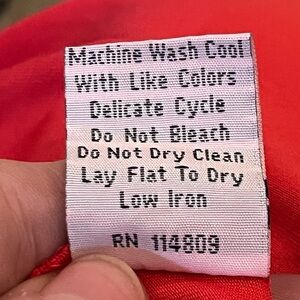 Machine Wash Cool
With Like Colors
Delicate Cycle
Do Not Bleach
Do Not Dry Clean
Lay Flat To Dry
Low Iron
RN 114809